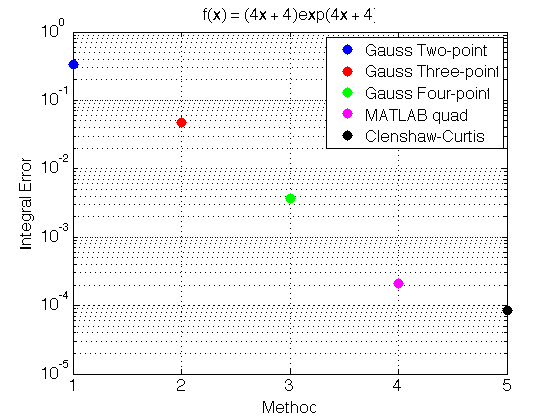 f(x) = (4x + 4)exp(4x + 4)
10^0
10^-1
10^-2
10^-3
10^-4
10^-5
Integral Error
Gauss Two-point
Gauss Three-point
Gauss Four-point
MATLAB quad
Clenshaw-Curtis
1 2 3 4 5
Method